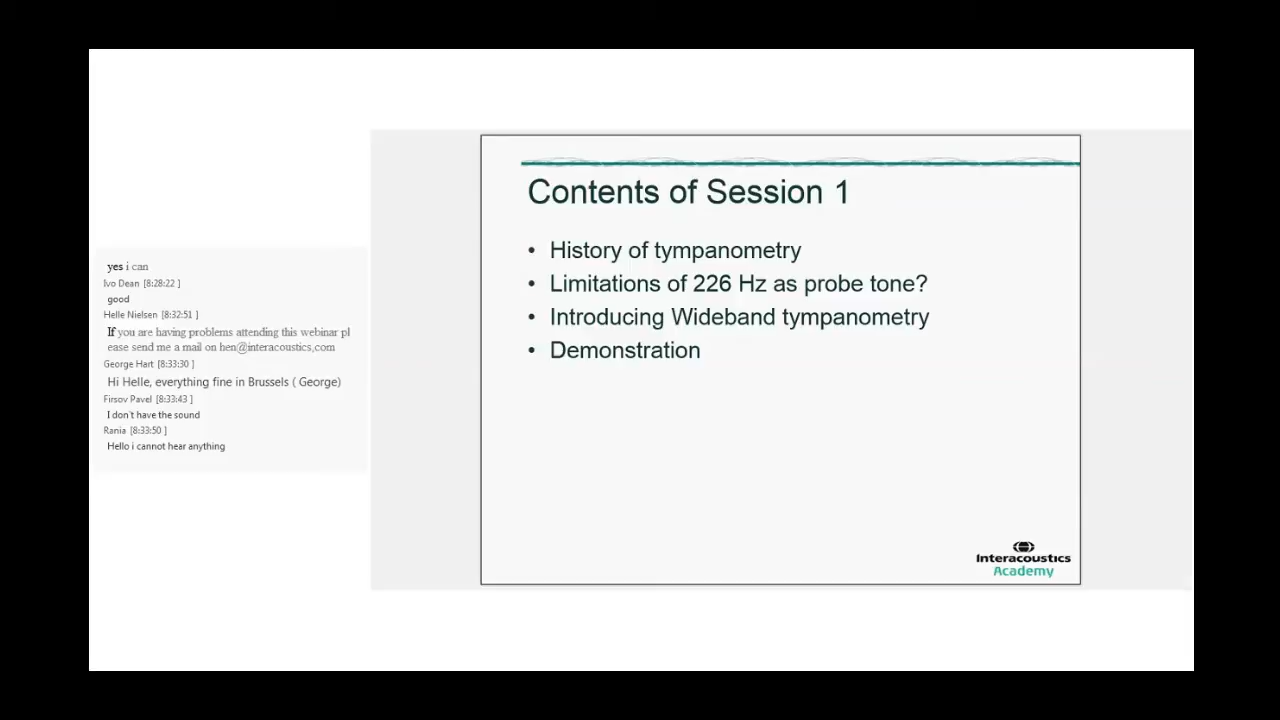 yes i can
Ivo Dean [8:28:22 ]
good
Helle Nielsen [8:32:51 ]
If you are having problems attending this webinar pl
ease send me a mail on hen@interacoustics,com
George Hart [8:33:30 ]
Hi Helle, everything fine in Brussels ( George)
Firsov Pavel [8:33:43 ]
I don't have the sound
Rania [8:33:50 ]
Hello i cannot hear anything
Contents of Session 1
• History of tympanometry
• Limitations of 226 Hz as probe tone?
• Introducing Wideband tympanometry
• Demonstration
Interacoustics
Academy